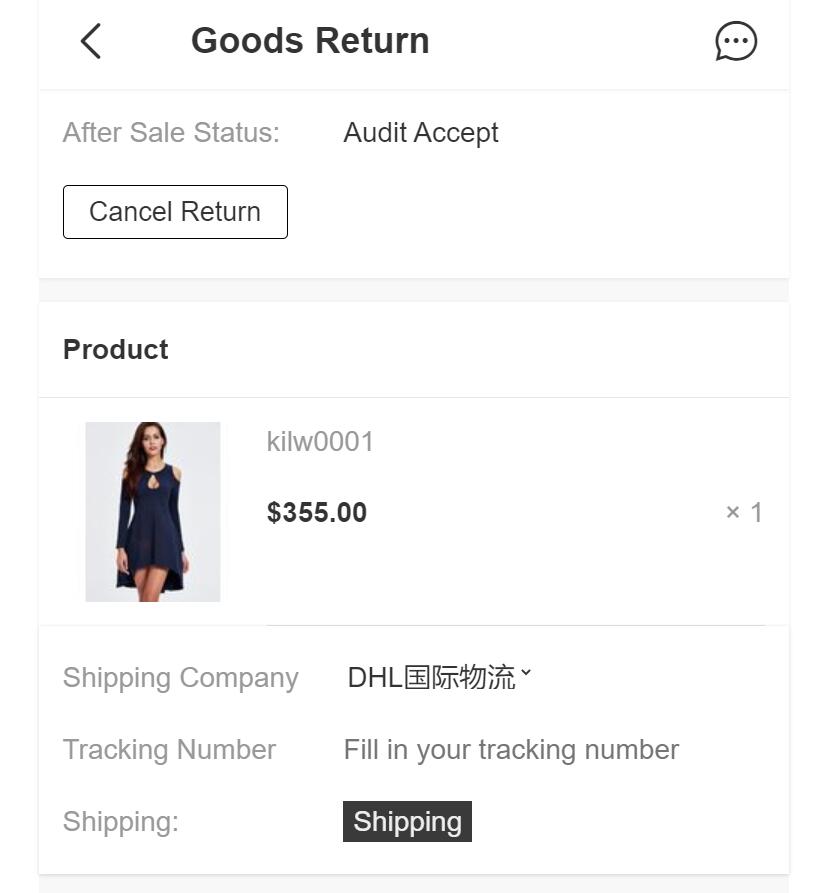 Goods Return
After Sale Status: Audit Accept
Cancel Return
Product
kilw0001
$355.00 × 1
Shipping Company DHL国际物流
Tracking Number Fill in your tracking number
Shipping: Shipping